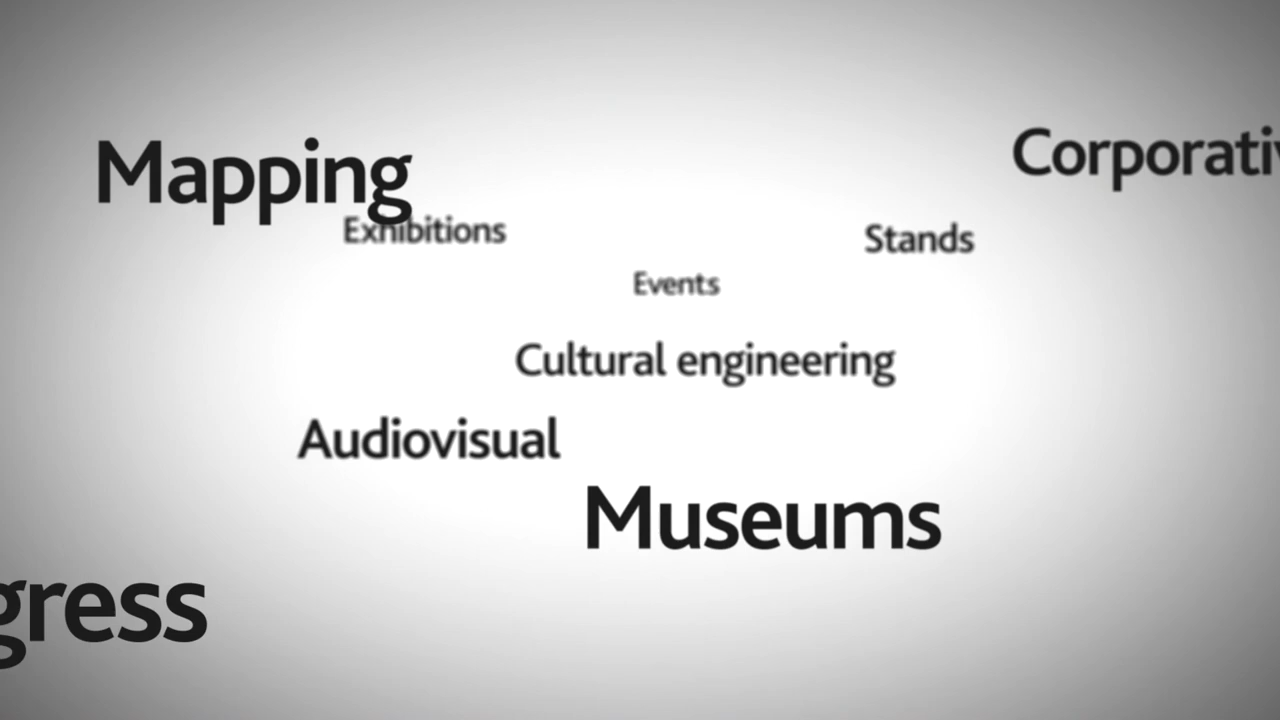 Mapping
Corporativ
Exhibitions
Stands
Events
Cultural engineering
Audiovisual
Museums
gress